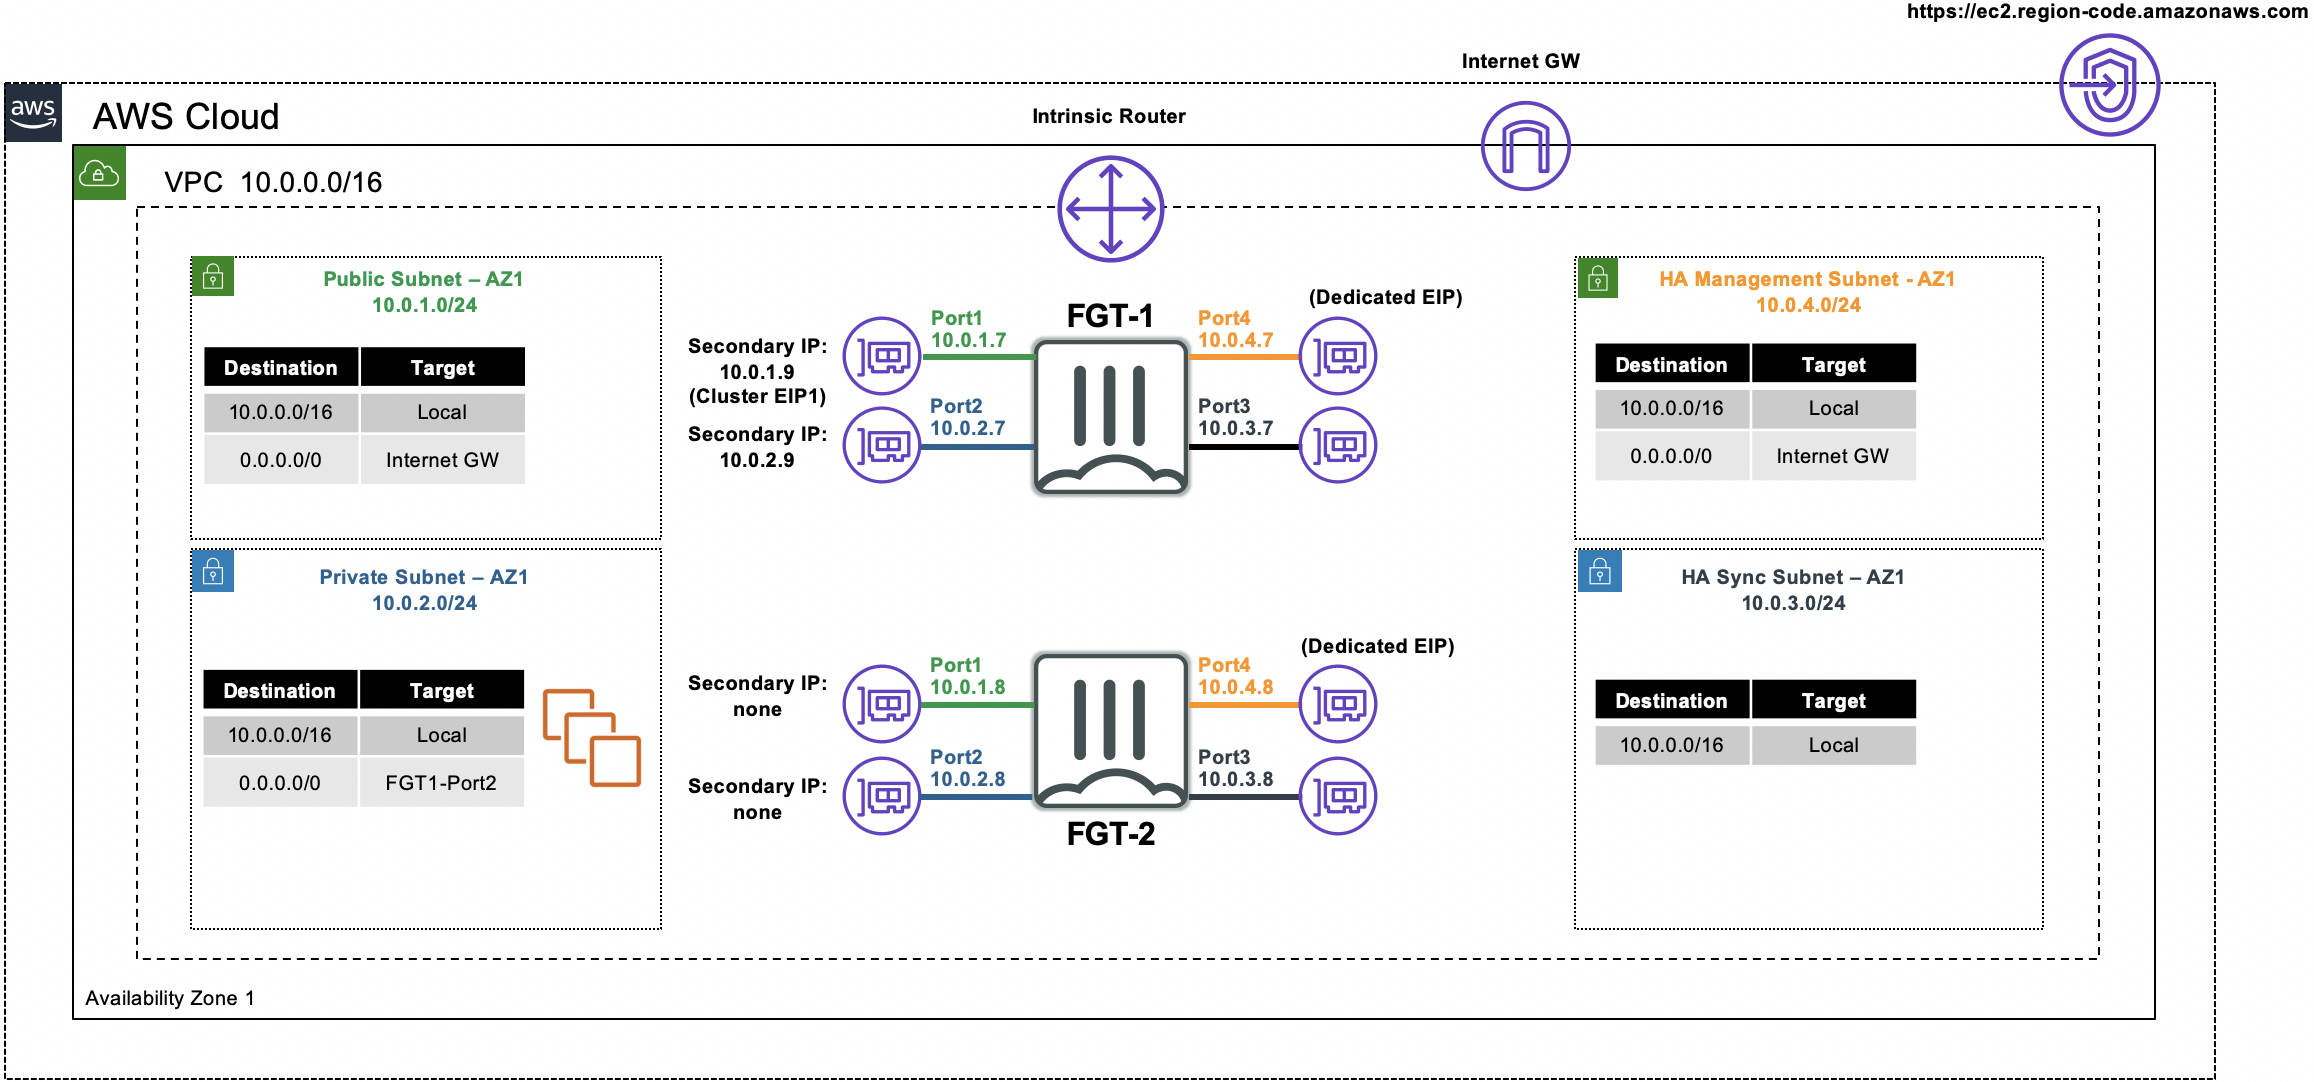 https://ec2.region-code.amazonaws.com
Internet GW
aws
AWS Cloud
Intrinsic Router
VPC 10.0.0.0/16
Public Subnet – AZ1
10.0.1.0/24
Destination Target
10.0.0.0/16 Local
0.0.0.0/0 Internet GW
Private Subnet – AZ1
10.0.2.0/24
Destination Target
10.0.0.0/16 Local
0.0.0.0/0 FGT1-Port2
Secondary IP:
10.0.1.9
(Cluster EIP1)
Secondary IP:
10.0.2.9
Port1
10.0.1.7
Port2
10.0.2.7
FGT-1
Port4
10.0.4.7
Port3
10.0.3.7
(Dedicated EIP)
Secondary IP:
none
Secondary IP:
none
Port1
10.0.1.8
Port2
10.0.2.8
FGT-2
Port4
10.0.4.8
Port3
10.0.3.8
(Dedicated EIP)
HA Management Subnet - AZ1
10.0.4.0/24
Destination Target
10.0.0.0/16 Local
0.0.0.0/0 Internet GW
HA Sync Subnet – AZ1
10.0.3.0/24
Destination Target
10.0.0.0/16 Local
Availability Zone 1